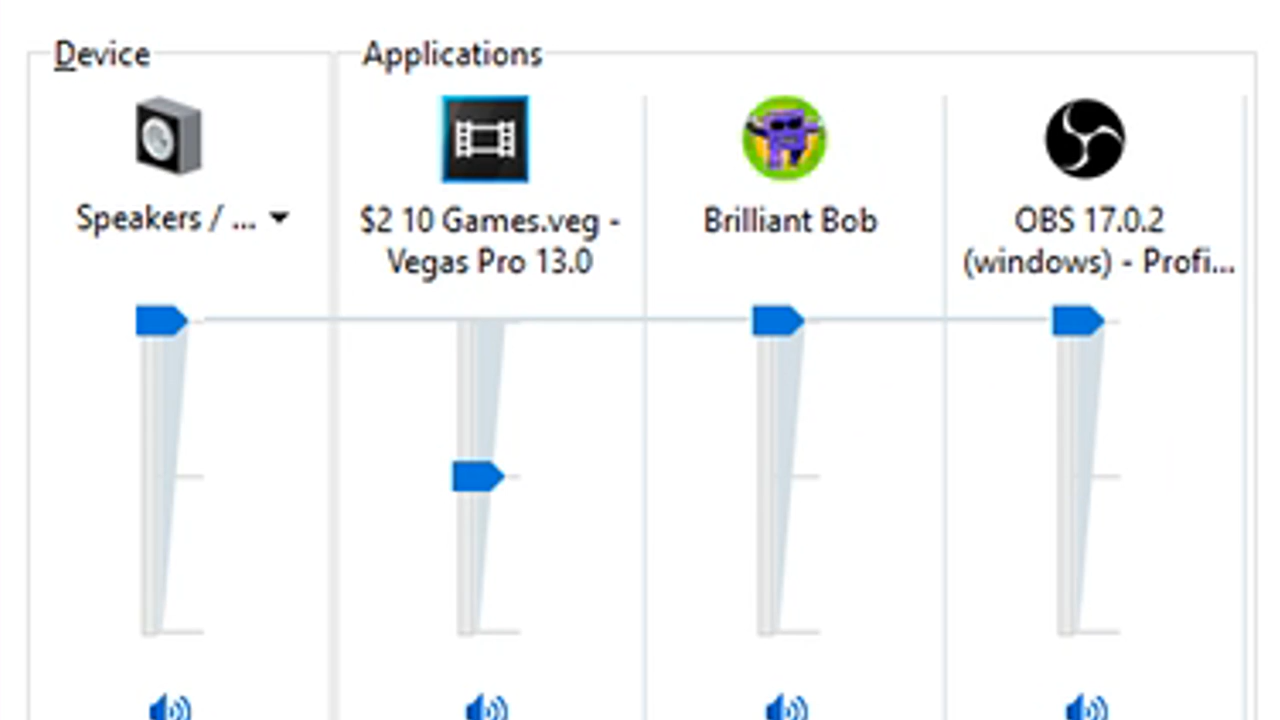 Device
Applications
Speakers / ...
$2 10 Games.veg -
Vegas Pro 13.0
Brilliant Bob
OBS 17.0.2
(windows) - Profi...